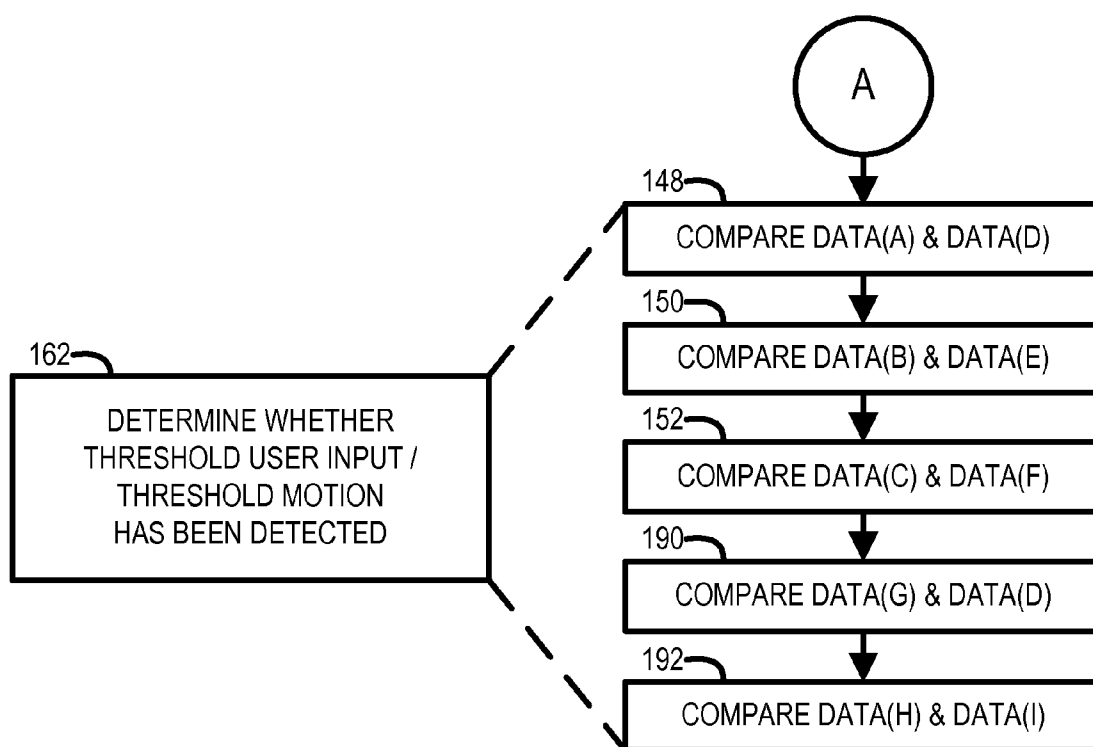 A
148
COMPARE DATA(A) & DATA(D)
150
COMPARE DATA(B) & DATA(E)
162
DETERMINE WHETHER
THRESHOLD USER INPUT /
THRESHOLD MOTION
HAS BEEN DETECTED
152
COMPARE DATA(C) & DATA(F)
190
COMPARE DATA(G) & DATA(D)
192
COMPARE DATA(H) & DATA(I)